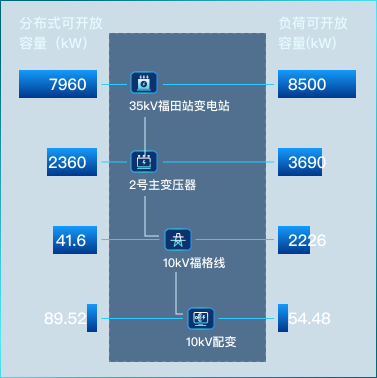 分布式可开放 负荷可开放
容量（kW） 容量(kW)
7960 8500
35kV福田站变电站
2360 3690
2号主变压器
41.6 2226
10kV福格线
89.52 54.48
10kV配变